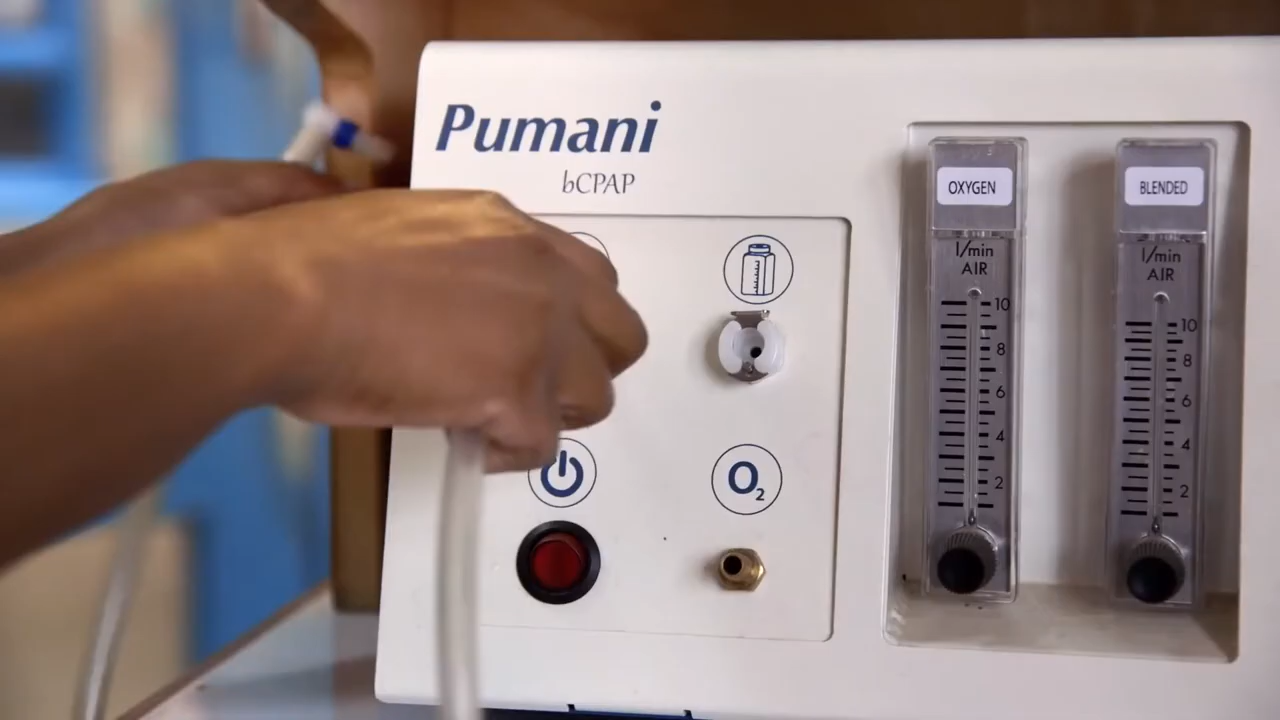 Pumani
bCPAP
OXYGEN
l/min
AIR
10
8
6
4
2
BLENDED
l/min
AIR
10
8
6
4
2
O₂